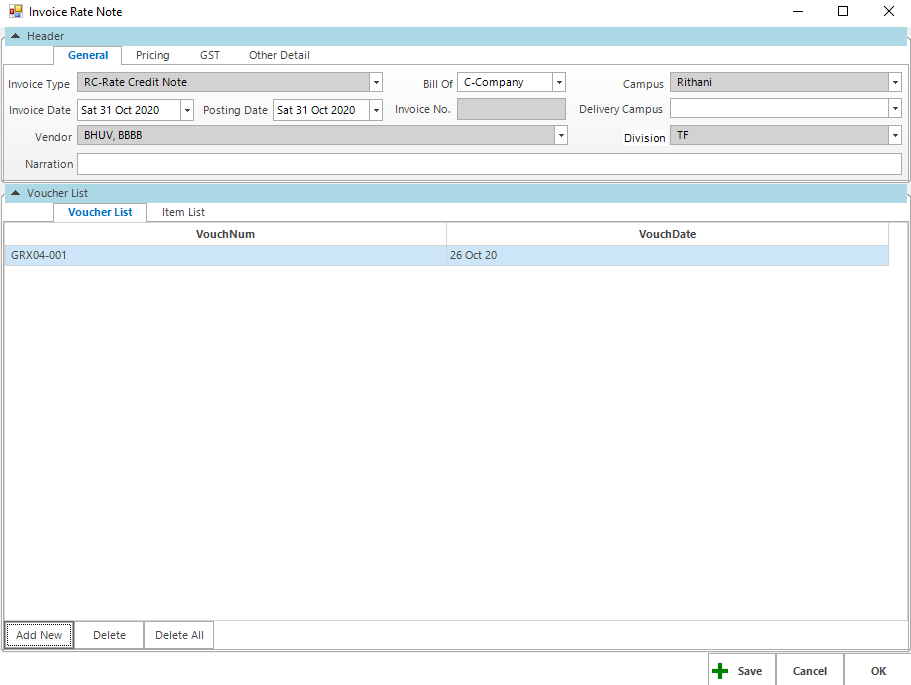 Invoice Rate Note
Header
General Pricing GST Other Detail
Invoice Type RC-Rate Credit Note Bill Of C-Company Campus Rithani
Invoice Date Sat 31 Oct 2020 Posting Date Sat 31 Oct 2020 Invoice No. Delivery Campus
Vendor BHUV, BBBB Division TF
Narration
Voucher List
Voucher List Item List
VouchNum VouchDate
GRX04-001 26 Oct 20
Add New Delete Delete All
Save Cancel OK